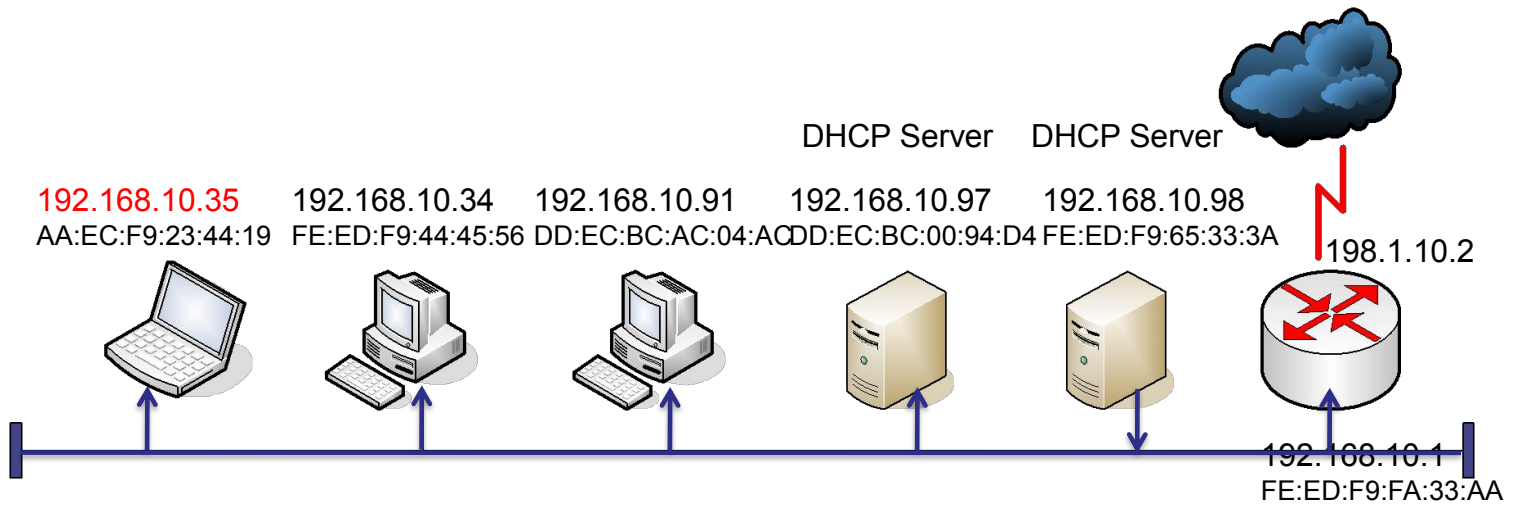 DHCP Server DHCP Server
192.168.10.35 192.168.10.34 192.168.10.91 192.168.10.97 192.168.10.98
AA:EC:F9:23:44:19 FE:ED:F9:44:45:56 DD:EC:BC:AC:04:AC DD:EC:BC:00:94:D4 FE:ED:F9:65:33:3A
198.1.10.2
192.168.10.1
FE:ED:F9:FA:33:AA